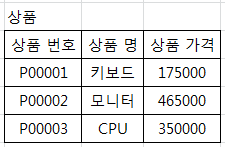 상품
상품 번호 상품 명 상품 가격
P00001 키보드 175000
P00002 모니터 465000
P00003 CPU 350000